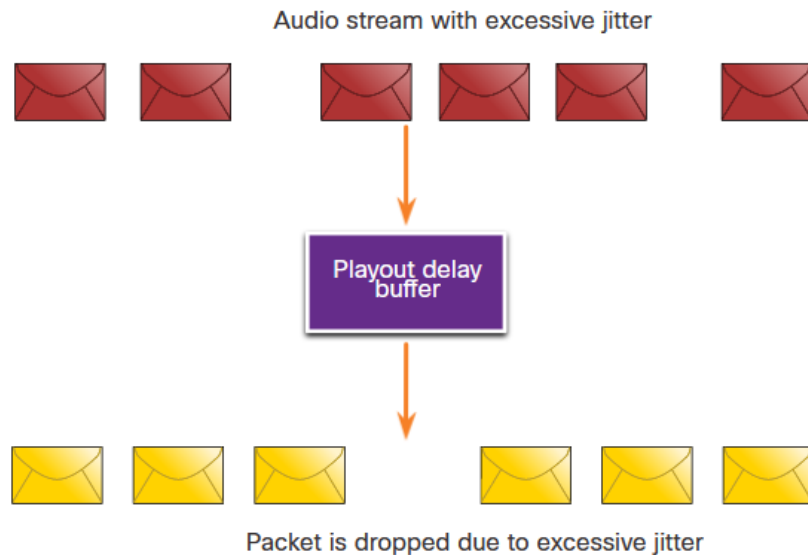 Audio stream with excessive jitter
Playout delay
buffer
Packet is dropped due to excessive jitter